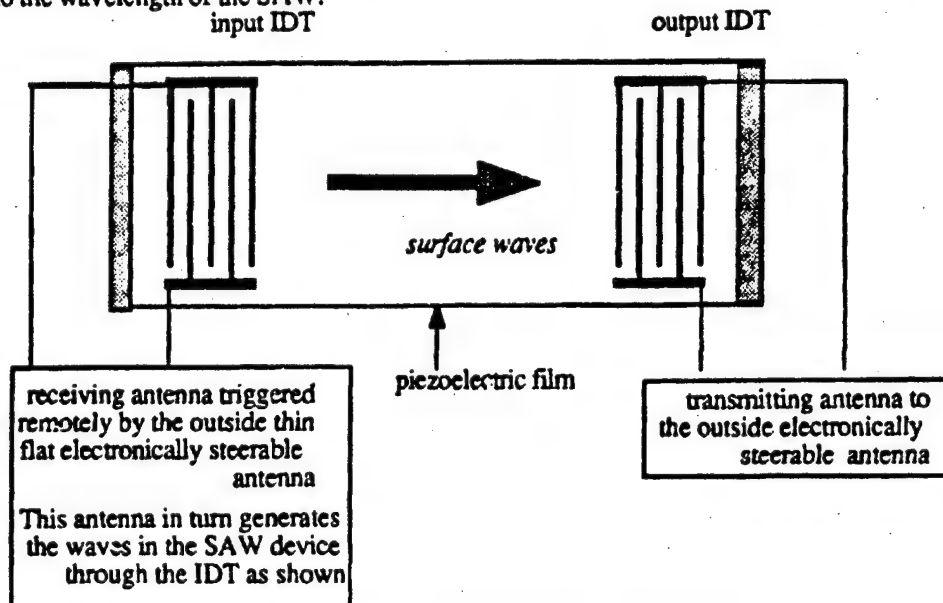 o the wavelength of the SAW.
input IDT
output IDT
surface waves
piezoelectric film
receiving antenna triggered
remotely by the outside thin
flat electronically steerable
antenna
This antenna in turn generates
the waves in the SAW device
through the IDT as shown
transmitting antenna to
the outside electronically
steerable antenna